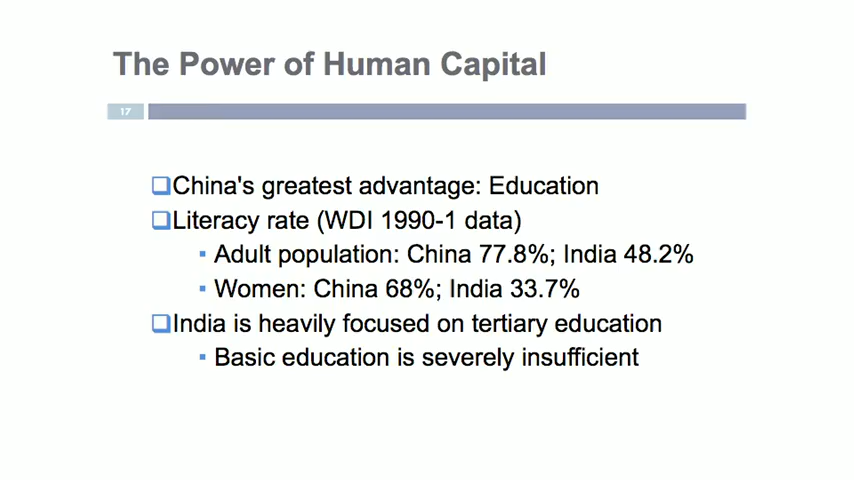 The Power of Human Capital
17
China's greatest advantage: Education
Literacy rate (WDI 1990-1 data)
Adult population: China 77.8%; India 48.2%
Women: China 68%; India 33.7%
India is heavily focused on tertiary education
Basic education is severely insufficient